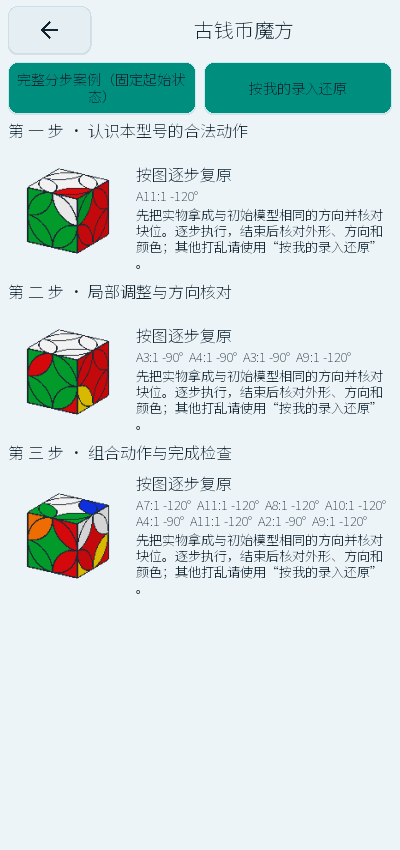 古钱币魔方
完整分步案例（固定起始状
态）
按我的录入还原
第一步 · 认识本型号的合法动作
按图逐步复原
A11:1 -120°
先把实物拿成与初始模型相同的方向并核对
块位。逐步执行，结束后核对外形、方向和
颜色；其他打乱请使用“按我的录入还原”
。
第二步 · 局部调整与方向核对
按图逐步复原
A3:1 -90° A4:1 -90° A3:1 -90° A9:1 -120°
先把实物拿成与初始模型相同的方向并核对
块位。逐步执行，结束后核对外形、方向和
颜色；其他打乱请使用“按我的录入还原”
。
第三步 · 组合动作与完成检查
按图逐步复原
A7:1 -120° A11:1 -120° A8:1 -120° A10:1 -120°
A4:1 -90° A11:1 -120° A2:1 -90° A9:1 -120°
先把实物拿成与初始模型相同的方向并核对
块位。逐步执行，结束后核对外形、方向和
颜色；其他打乱请使用“按我的录入还原”
。